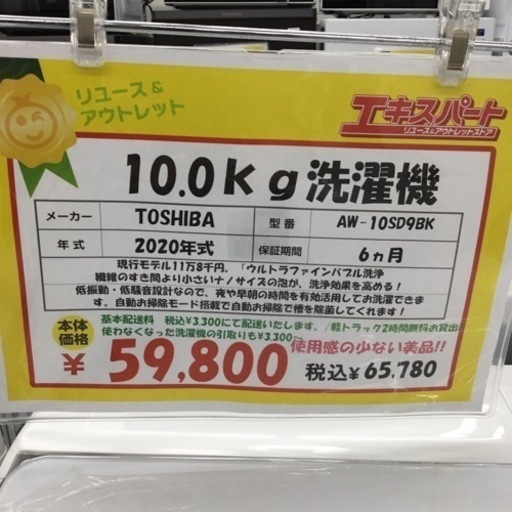 リユース&
アウトレット
エキスパート
リユース&アウトレットストア
10.0kg洗濯機
メーカー TOSHIBA 型番 AW-10SD9BK
年式 2020年式 保証期間 6ヵ月
現行モデル11万8千円。「ウルトラファインバブル洗浄
繊維のすき間より小さいナノサイズの泡が、洗浄効果を高める!
低振動・低騒音設計なので、夜や早朝の時間を有効活用してお洗濯できま
す。自動お掃除モード搭載で自動お掃除で槽を除菌してくれます!
本体
価格
基本配送料 税込¥3,300にて配送いたします。/軽トラック2時間無料お貸出
使わなくなった洗濯機の引取りも¥3,300~
使用感の少ない美品!!
¥59,800 税込¥65,780